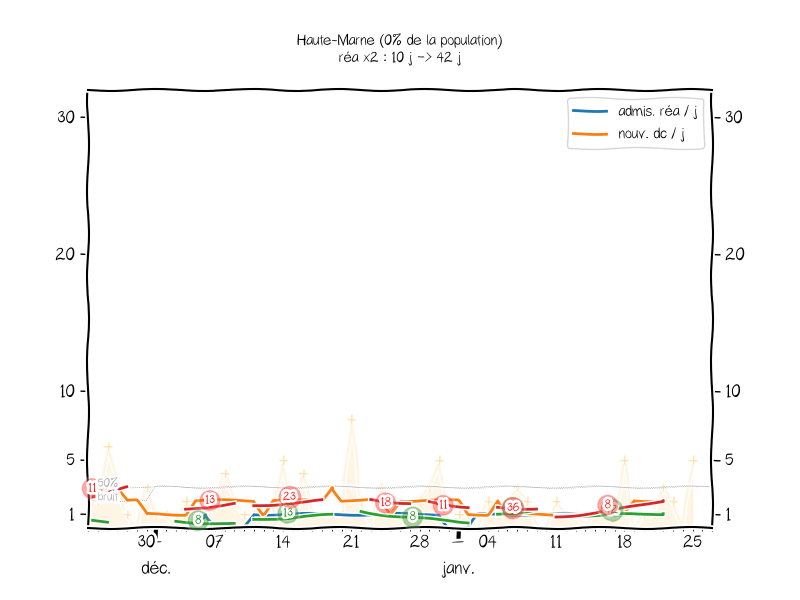 Haute-Marne (0% de la population)
réa x2 : 10 j -> 42 j
admis. réa / j
nouv. dc / j
30 30
20 20
10 10
5 5
1 1
50%
bruit
11 13 23 18 11 36 8
8 13 8
30 07 14 21 28 04 11 18 25
déc. janv.